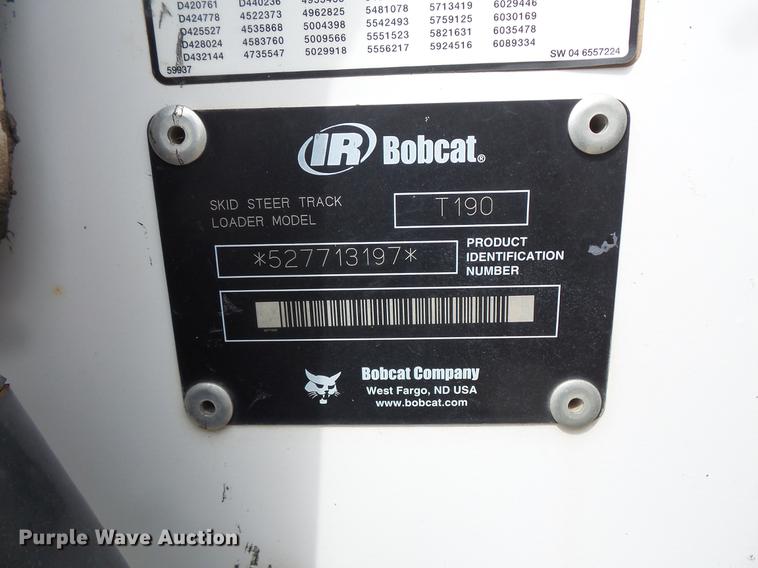 D420761 D440236 4955450 5481078 5713419 6029446
D424778 4522373 4962825 5542493 5759125 6030169
D425527 4535868 5004398 5551523 5821631 6035478
D428024 4583760 5009566 5556217 5924516 6089334
D432144 4735547 5029918
59937
SW 04 6557224
IR Bobcat®
SKID STEER TRACK
LOADER MODEL
T190
*527713197*
PRODUCT
IDENTIFICATION
NUMBER
Bobcat Company
West Fargo, ND USA
www.bobcat.com
Purple Wave Auction